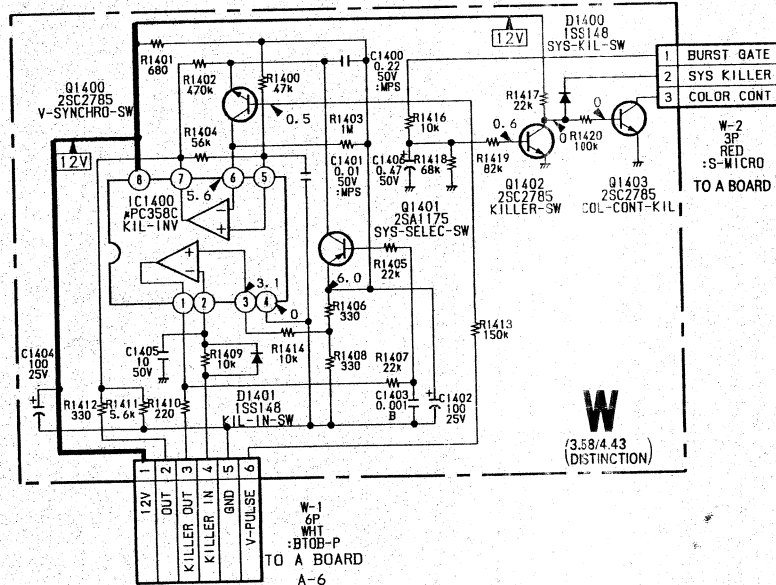 12V
D1400
1SS148
SYS-KIL-SW
R1401
680
R1402
470k
R1400
47k
C1400
0.22
50V
:MPS
Q1400
2SC2785
V-SYNCHRO-SW
R1417
22k
1 BURST GATE
2 SYS KILLER
3 COLOR CONT
W-2
3P
RED
:S-MICRO
TO A BOARD
0.5
R1403
1M
R1404
56k
R1416
10k
0.6
0
0
R1420
100k
12V
C1401
0.01
50V
:MPS
C1406
0.47
50V
R1418
68k
R1419
82k
8
7
5.6
6
5
IC1400
µPC358C
KIL-INV
Q1401
2SA1175
SYS-SELEC-SW
Q1402
2SC2785
KILLER-SW
Q1403
2SC2785
COL-CONT-KIL
R1405
22k
1
2
3
3.1
4
0
6.0
R1406
330
R1413
150k
C1404
100
25V
C1405
10
50V
R1409
10k
R1414
10k
R1408
330
R1407
22k
R1412
330
R1411
5.6k
R1410
220
D1401
1SS148
KIL-IN-SW
C1403
0.001
B
C1402
100
25V
W
/3.58/4.43
(DISTINCTION)
1 12V
2 OUT
3 KILLER OUT
4 KILLER IN
5 GND
6 V-PULSE
W-1
6P
WHT
:BTOB-P
TO A BOARD
A-6